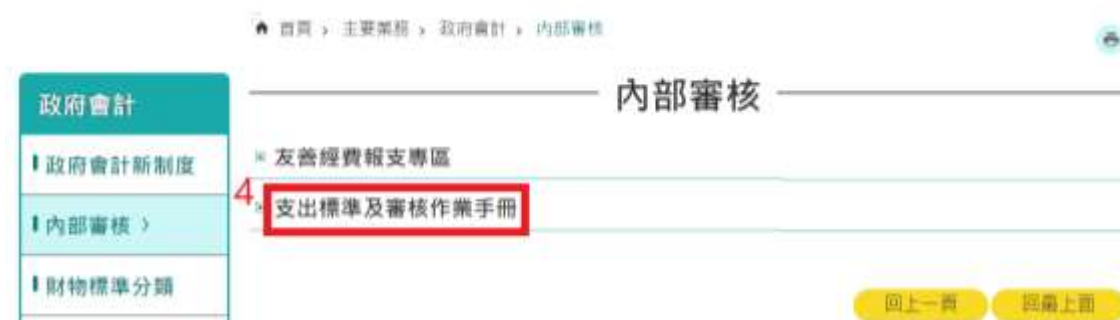 首頁 › 主要業務 › 政府會計 › 內部審核
內部審核
政府會計
政府會計新制度
內部審核 ›
財物標準分類
友善經費報支專區
4
支出標準及審核作業手冊
回上一頁
回最上面